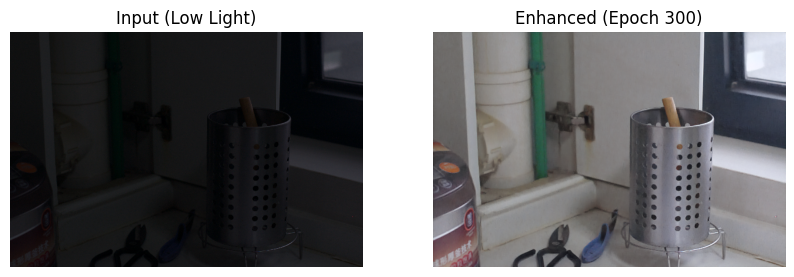 Input (Low Light)
Enhanced (Epoch 300)